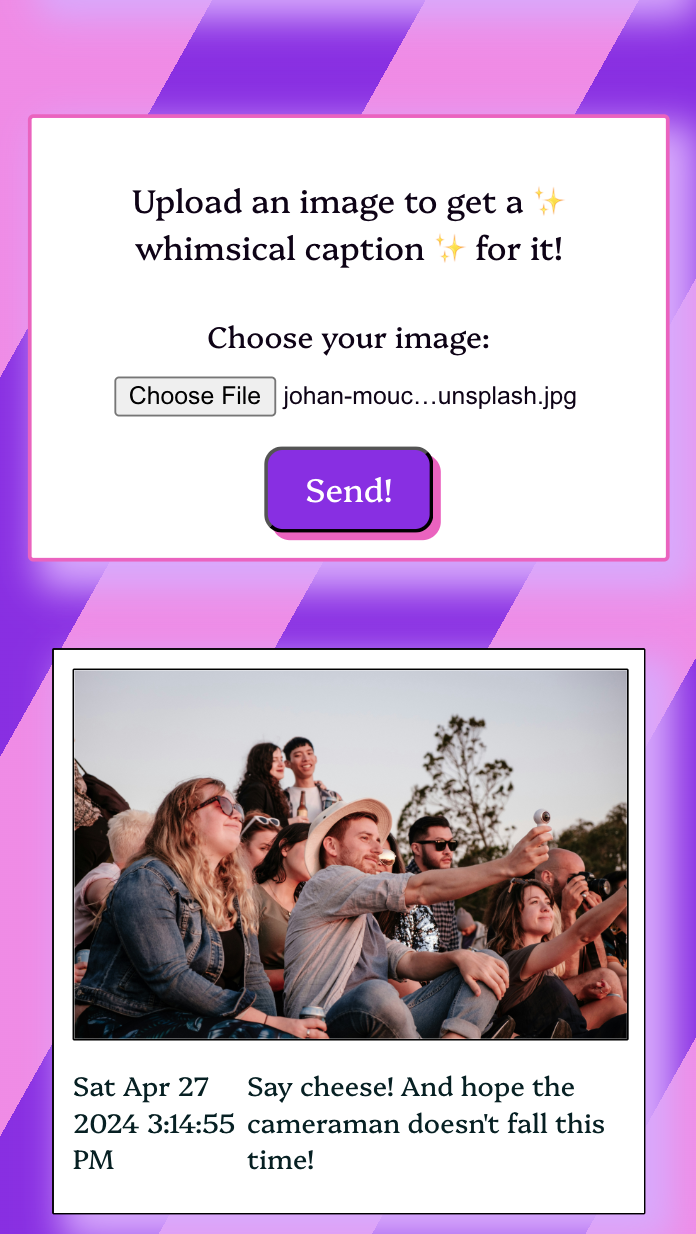 Upload an image to get a ✨
whimsical caption ✨ for it!
Choose your image:
Choose File johan-mouc…unsplash.jpg
Send!
Sat Apr 27
2024 3:14:55
PM
Say cheese! And hope the
cameraman doesn't fall this
time!